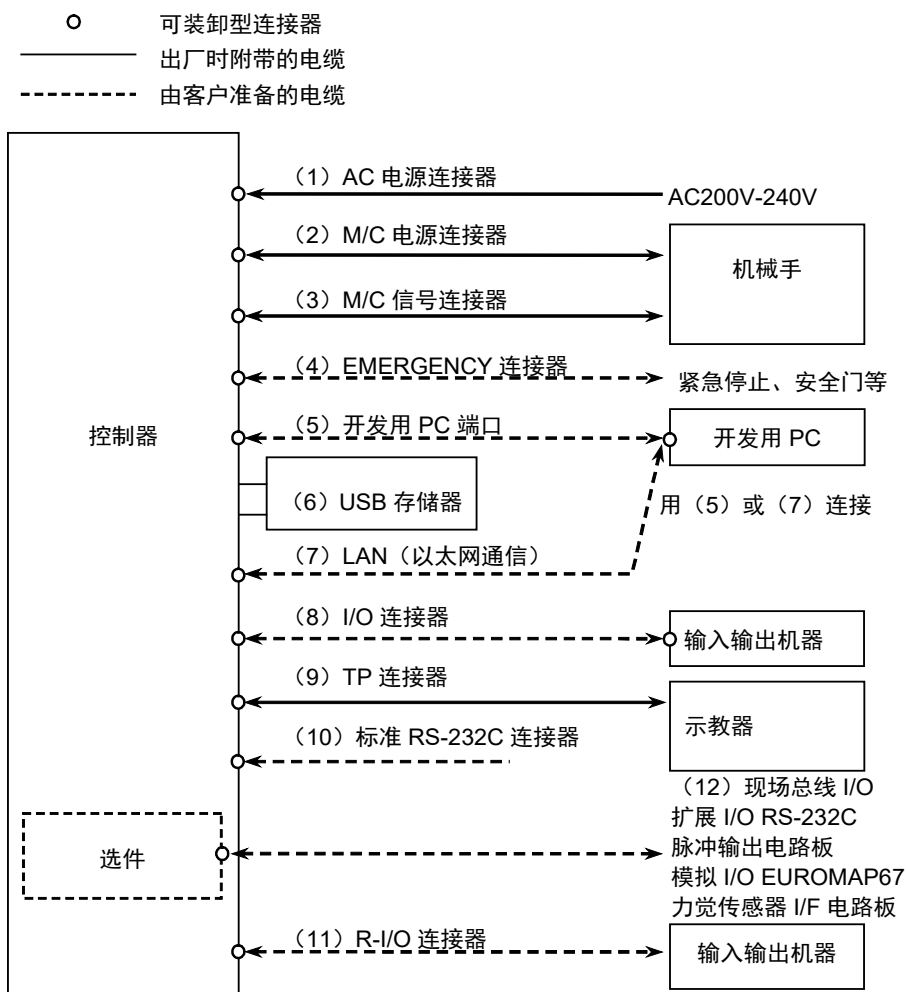 可装卸型连接器
出厂时附带的电缆
由客户准备的电缆
（1）AC 电源连接器
AC200V-240V
（2）M/C 电源连接器
机械手
（3）M/C 信号连接器
（4）EMERGENCY 连接器
紧急停止、安全门等
控制器
（5）开发用 PC 端口
开发用 PC
（6）USB 存储器
用（5）或（7）连接
（7）LAN（以太网通信）
（8）I/O 连接器
输入输出机器
（9）TP 连接器
示教器
（10）标准 RS-232C 连接器
（12）现场总线 I/O
扩展 I/O RS-232C
脉冲输出电路板
模拟 I/O EUROMAP67
力觉传感器 I/F 电路板
选件
（11）R-I/O 连接器
输入输出机器